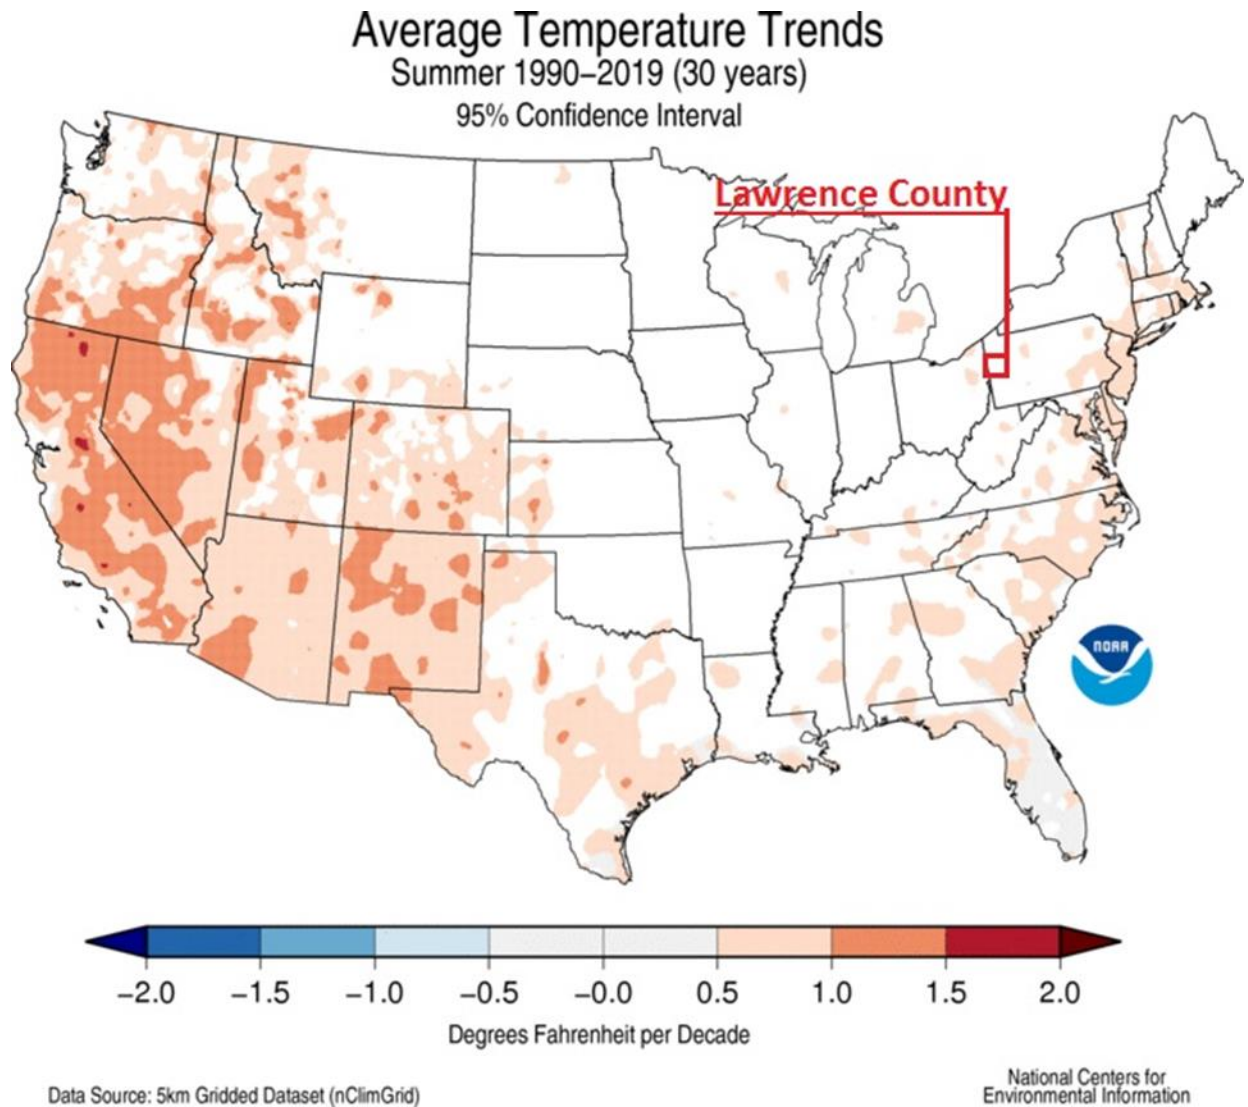 Average Temperature Trends
Summer 1990–2019 (30 years)
95% Confidence Interval
Lawrence County
NOAA
−2.0 −1.5 −1.0 −0.5 −0.0 0.5 1.0 1.5 2.0
Degrees Fahrenheit per Decade
National Centers for
Data Source: 5km Gridded Dataset (nClimGrid) Environmental Information